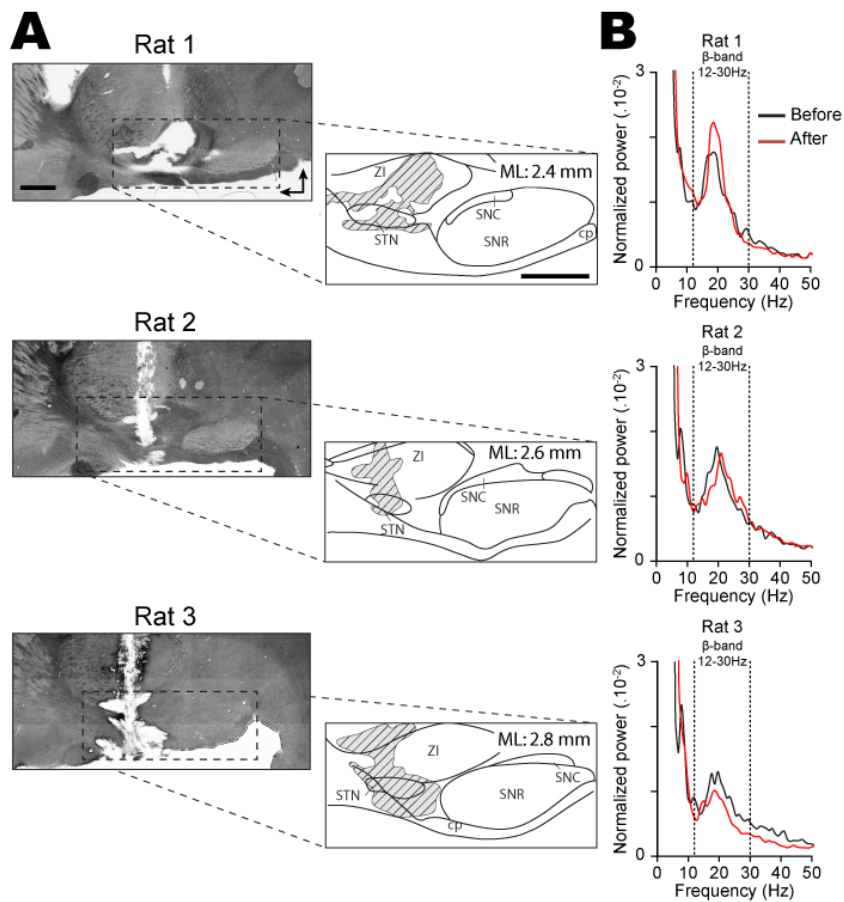 A
Rat 1
ZI
ML: 2.4 mm
SNC
SNR
cp
STN
Rat 2
ML: 2.6 mm
ZI
SNC
SNR
STN
Rat 3
ML: 2.8 mm
ZI
STN
SNC
SNR
cp
B
Rat 1
β-band
12-30Hz
3
Before
After
Normalized power (.10-2)
0
0 10 20 30 40 50
Frequency (Hz)
Rat 2
β-band
12-30Hz
3
Normalized power (.10-2)
0
0 10 20 30 40 50
Frequency (Hz)
Rat 3
β-band
12-30Hz
3
Normalized power (.10-2)
0
0 10 20 30 40 50
Frequency (Hz)